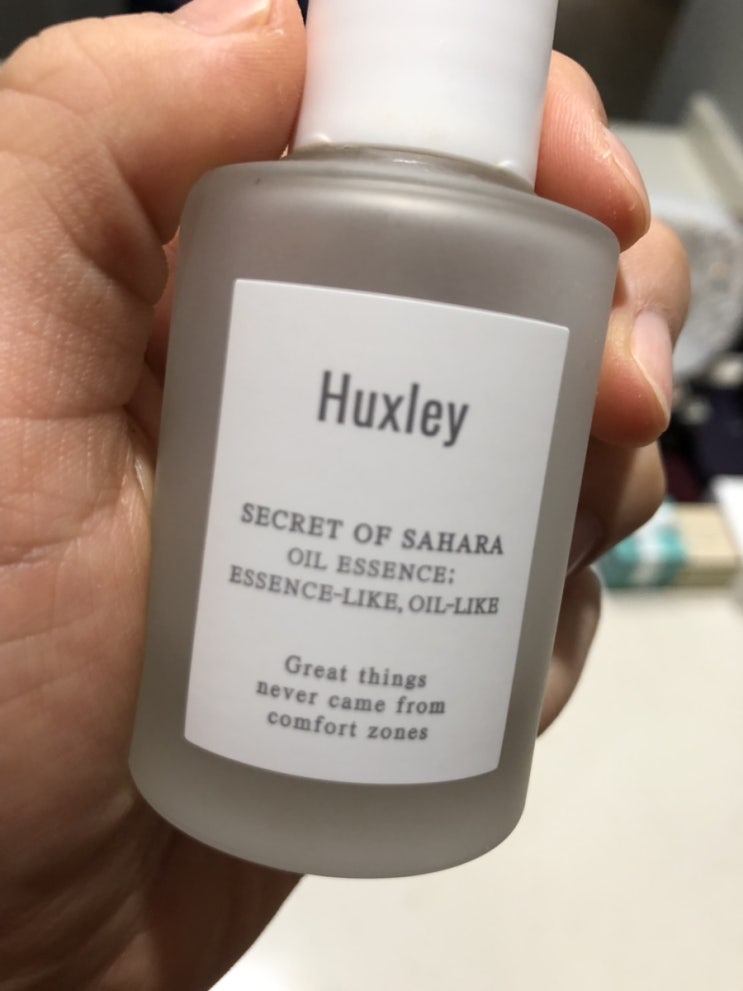 Huxley
SECRET OF SAHARA
OIL ESSENCE;
ESSENCE-LIKE, OIL-LIKE
Great things
never came from
comfort zones